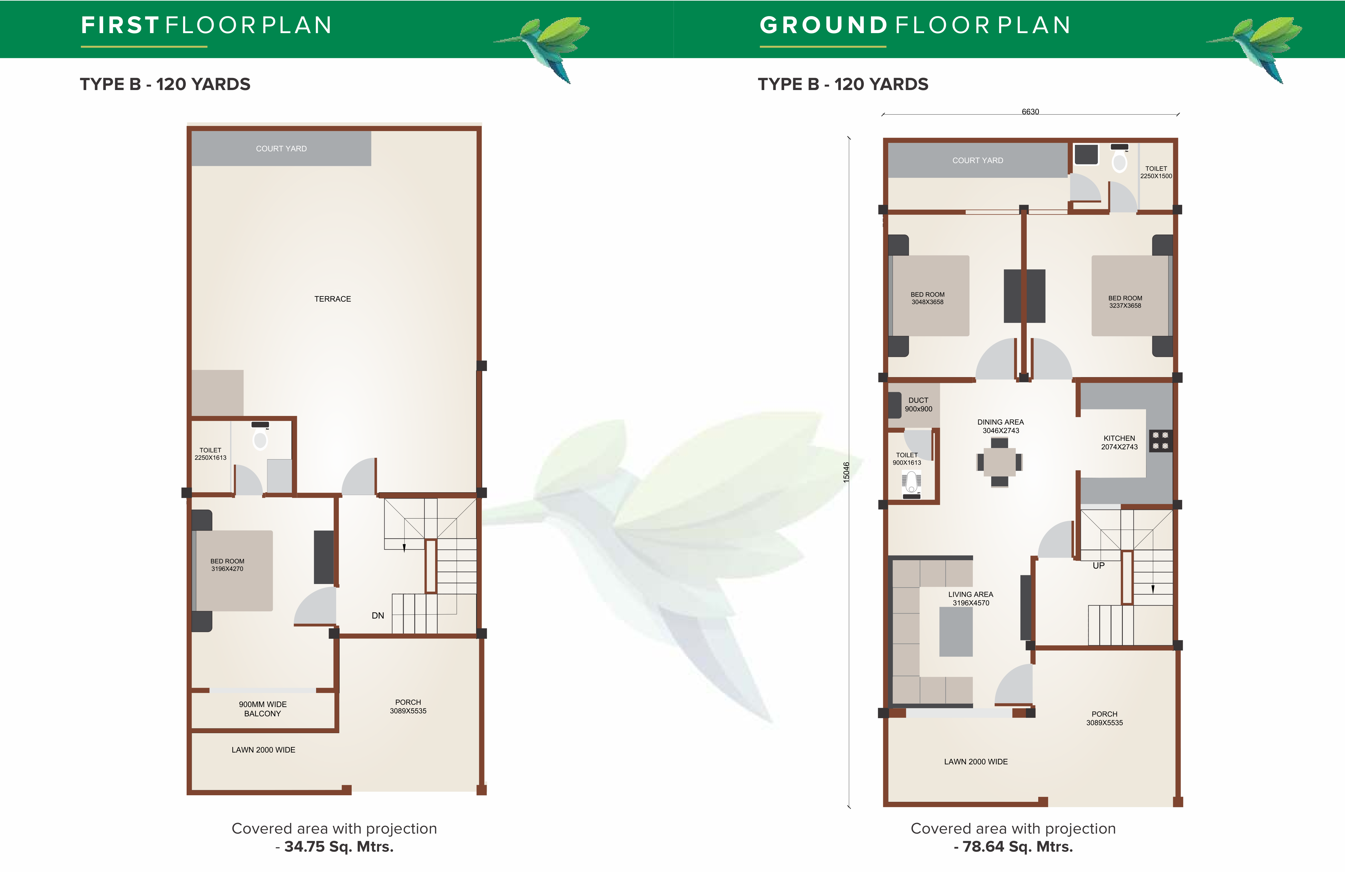 FIRST FLOOR PLAN
TYPE B - 120 YARDS
COURT YARD
TERRACE
TOILET
2250X1613
BED ROOM
3196X4270
DN
900MM WIDE
BALCONY
PORCH
3089X5535
LAWN 2000 WIDE
Covered area with projection
- 34.75 Sq. Mtrs.
GROUND FLOOR PLAN
TYPE B - 120 YARDS
6630
15046
COURT YARD
TOILET
2250X1500
BED ROOM
3048X3658
BED ROOM
3237X3658
DUCT
900x900
DINING AREA
3046X2743
KITCHEN
2074X2743
TOILET
900X1613
UP
LIVING AREA
3196X4570
PORCH
3089X5535
LAWN 2000 WIDE
Covered area with projection
- 78.64 Sq. Mtrs.